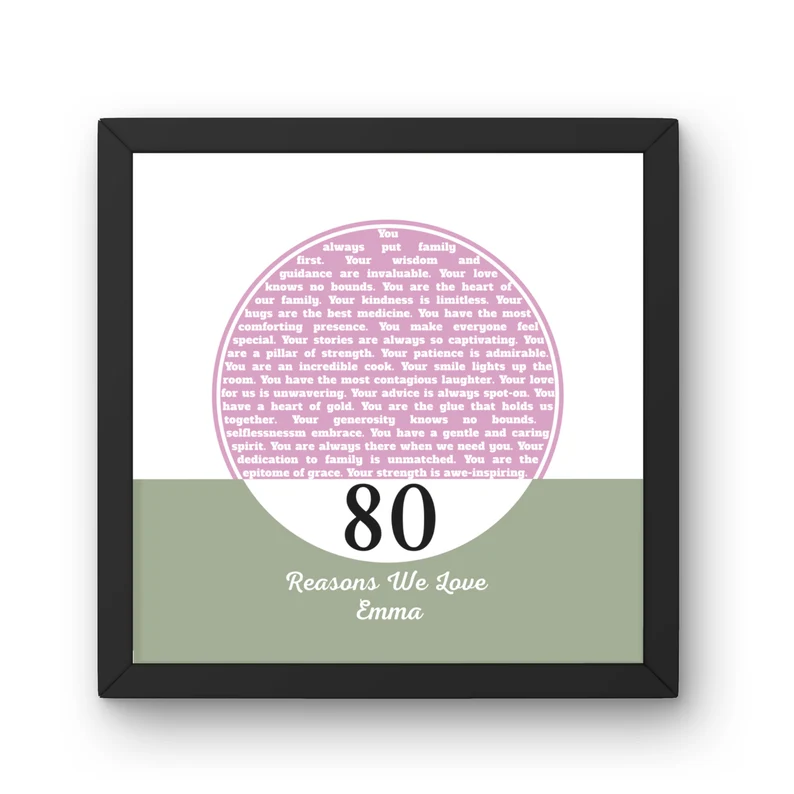 You
always put family
first. Your wisdom and
guidance are invaluable. Your love
knows no bounds. You are the heart of
our family. Your kindness is limitless. Your
hugs are the best medicine. You have the most
comforting presence. You make everyone feel
special. Your stories are always so captivating. You
are a pillar of strength. Your patience is admirable.
You are an incredible cook. Your smile lights up the
room. You have the most contagious laughter. Your love
for us is unwavering. Your advice is always spot-on. You
have a heart of gold. You are the glue that holds us
together. Your generosity knows no bounds.
selflessnessm embrace. You have a gentle and caring
spirit. You are always there when we need you. Your
dedication to family is unmatched. You are the
epitome of grace. Your strength is awe-inspiring.
80
Reasons We Love
Emma